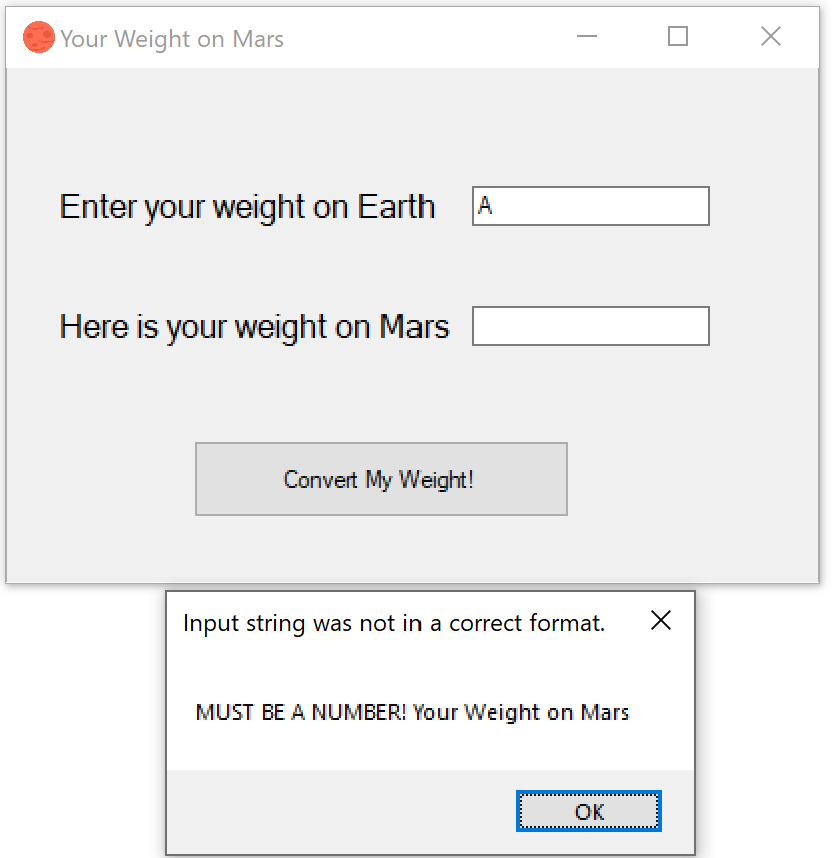 Your Weight on Mars
Enter your weight on Earth
A
Here is your weight on Mars
Convert My Weight!
Input string was not in a correct format.
MUST BE A NUMBER! Your Weight on Mars
OK